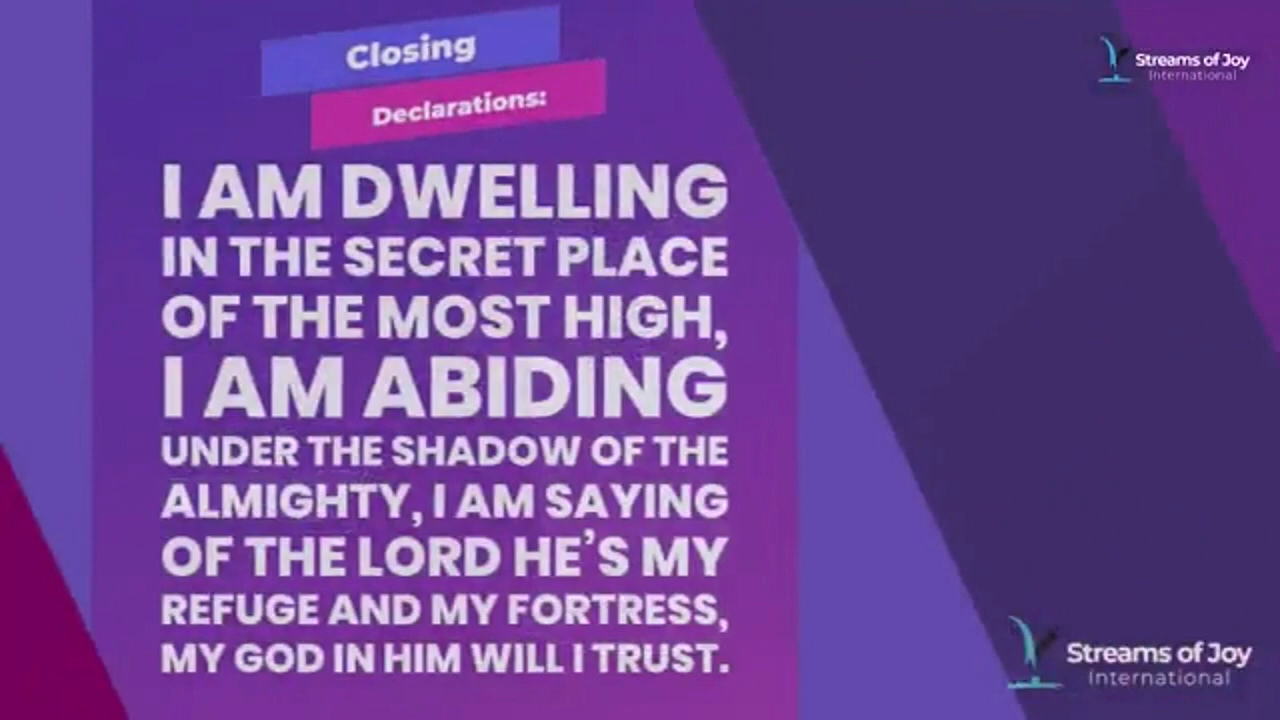 Closing
Declarations:
I AM DWELLING
IN THE SECRET PLACE
OF THE MOST HIGH,
I AM ABIDING
UNDER THE SHADOW OF THE
ALMIGHTY, I AM SAYING
OF THE LORD HE’S MY
REFUGE AND MY FORTRESS,
MY GOD IN HIM WILL I TRUST.
Streams of Joy
International
Streams of Joy
International